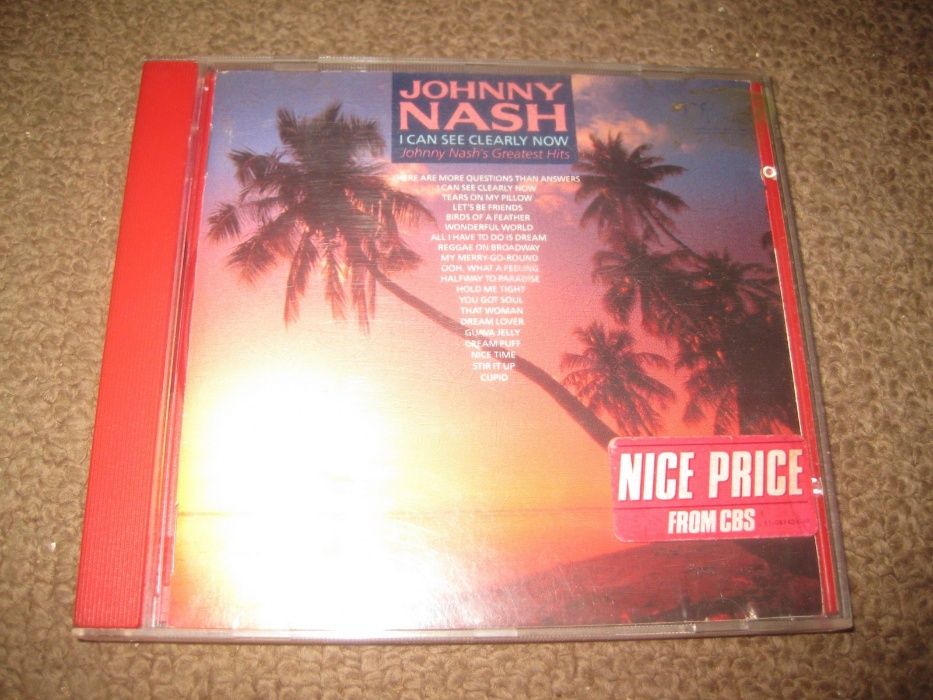 JOHNNY
NASH
I CAN SEE CLEARLY NOW
Johnny Nash's Greatest Hits
THERE ARE MORE QUESTIONS THAN ANSWERS
I CAN SEE CLEARLY NOW
TEARS ON MY PILLOW
LET'S BE FRIENDS
BIRDS OF A FEATHER
WONDERFUL WORLD
ALL I HAVE TO DO IS DREAM
REGGAE ON BROADWAY
MY MERRY-GO-ROUND
OOH, WHAT A FEELING
HALFWAY TO PARADISE
HOLD ME TIGHT
YOU GOT SOUL
THAT WOMAN
DREAM LOVER
GUAVA JELLY
CREAM PUFF
NICE TIME
STIR IT UP
CUPID
NICE PRICE
FROM CBS